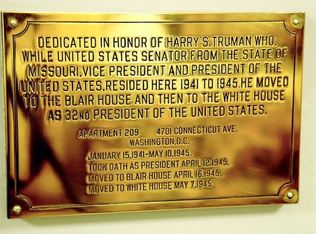 DEDICATED IN HONOR OF HARRY S. TRUMAN WHO,
WHILE UNITED STATES SENATOR FROM THE STATE OF
MISSOURI, VICE PRESIDENT AND PRESIDENT OF THE
UNITED STATES, RESIDED HERE 1941 TO 1945. HE MOVED
TO THE BLAIR HOUSE AND THEN TO THE WHITE HOUSE
AS 32ND PRESIDENT OF THE UNITED STATES.
APARTMENT 209 4701 CONNECTICUT AVE.
WASHINGTON, D.C.
JANUARY 15, 1941-MAY 10, 1945.
TOOK OATH AS PRESIDENT APRIL 12, 1945.
MOVED TO BLAIR HOUSE APRIL 16, 1945.
MOVED TO WHITE HOUSE MAY 7, 1945.